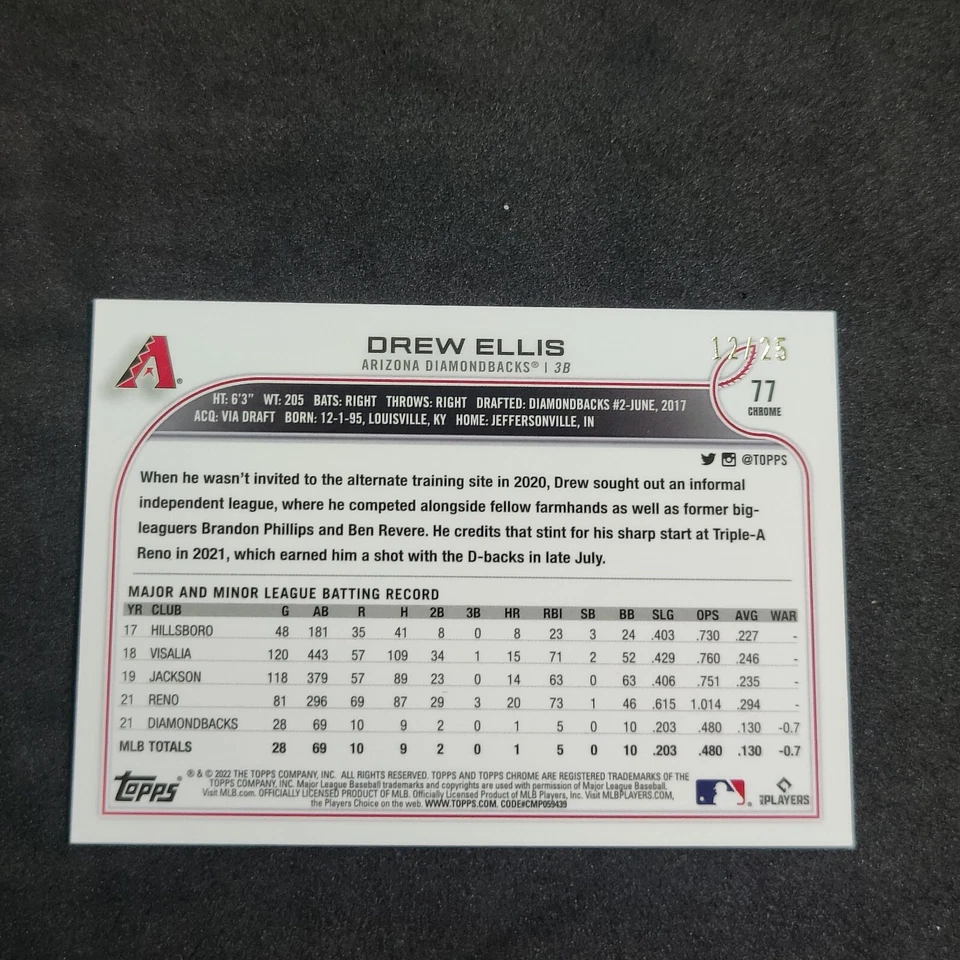 DREW ELLIS
ARIZONA DIAMONDBACKS® | 3B
12/25
77
CHROME
HT: 6'3" WT: 205 BATS: RIGHT THROWS: RIGHT DRAFTED: DIAMONDBACKS #2-JUNE, 2017
ACQ: VIA DRAFT BORN: 12-1-95, LOUISVILLE, KY HOME: JEFFERSONVILLE, IN
@TOPPS
When he wasn't invited to the alternate training site in 2020, Drew sought out an informal
independent league, where he competed alongside fellow farmhands as well as former big-
leaguers Brandon Phillips and Ben Revere. He credits that stint for his sharp start at Triple-A
Reno in 2021, which earned him a shot with the D-backs in late July.
MAJOR AND MINOR LEAGUE BATTING RECORD
YR CLUB G AB R H 2B 3B HR RBI SB BB SLG OPS AVG WAR
17 HILLSBORO 48 181 35 41 8 0 8 23 3 24 .403 .730 .227 -
18 VISALIA 120 443 57 109 34 1 15 71 2 52 .429 .760 .246 -
19 JACKSON 118 379 57 89 23 0 14 63 0 63 .406 .751 .235 -
21 RENO 81 296 69 87 29 3 20 73 1 46 .615 1.014 .294 -
21 DIAMONDBACKS 28 69 10 9 2 0 1 5 0 10 .203 .480 .130 -0.7
MLB TOTALS 28 69 10 9 2 0 1 5 0 10 .203 .480 .130 -0.7
TOPPS
® & © 2022 THE TOPPS COMPANY, INC. ALL RIGHTS RESERVED. TOPPS AND TOPPS CHROME ARE REGISTERED TRADEMARKS OF THE
TOPPS COMPANY, INC. Major League Baseball trademarks and copyrights are used with permission of Major League Baseball.
Visit MLB.com. OFFICIALLY LICENSED PRODUCT OF MLB. Officially Licensed Product of MLB Players, Inc. Visit MLBPLAYERS.COM,
the Players Choice on the web. WWW.TOPPS.COM. CODE#CMP059439
PLAYERS